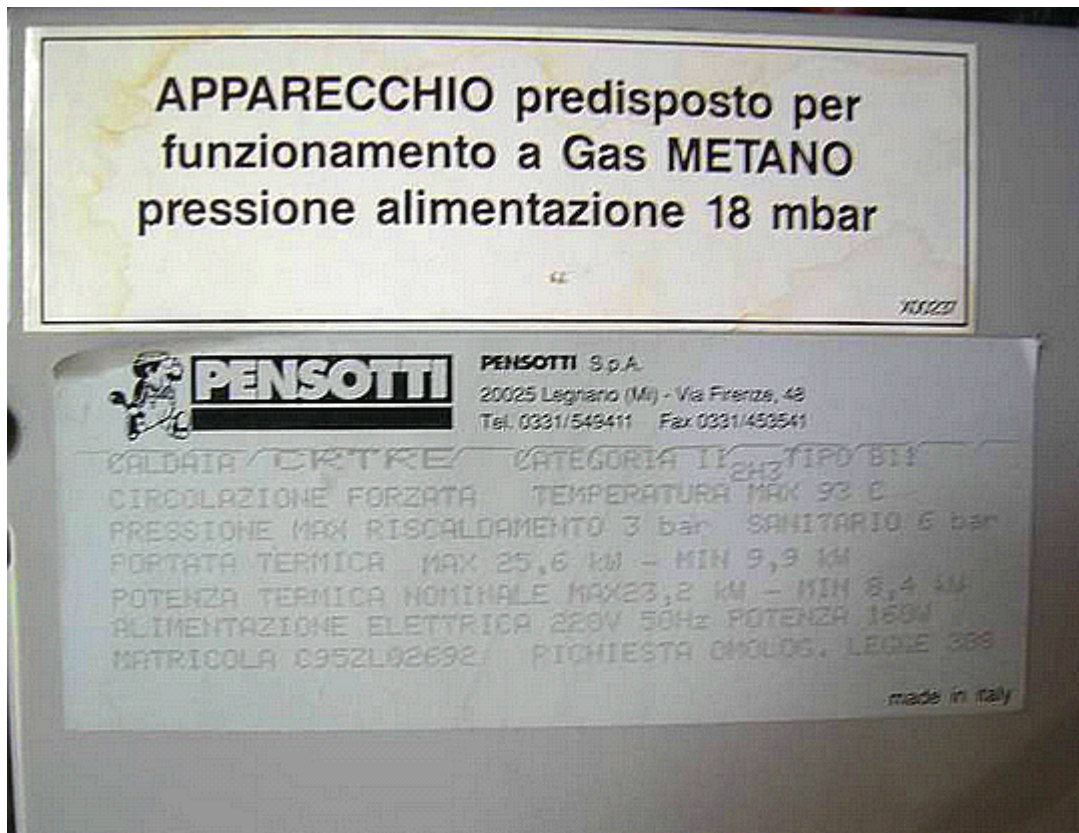 APPARECCHIO predisposto per
funzionamento a Gas METANO
pressione alimentazione 18 mbar
X00237
PENSOTTI
PENSOTTI S.p.A.
20025 Legnano (Mi) - Via Firenze, 48
Tel. 0331/549411 Fax 0331/453541
CALDAIA CRTRE CATEGORIA II2H3 TIPO B11
CIRCOLAZIONE FORZATA TEMPERATURA MAX 93 C
PRESSIONE MAX RISCALDAMENTO 3 bar SANITARIO 6 bar
PORTATA TERMICA MAX 25,6 kW - MIN 9,9 kW
POTENZA TERMICA NOMINALE MAX23,2 kW - MIN 8,4 kW
ALIMENTAZIONE ELETTRICA 220V 50Hz POTENZA 160W
MATRICOLA C95ZL02692 RICHIESTA OMOLOG. LEGGE
made in Italy